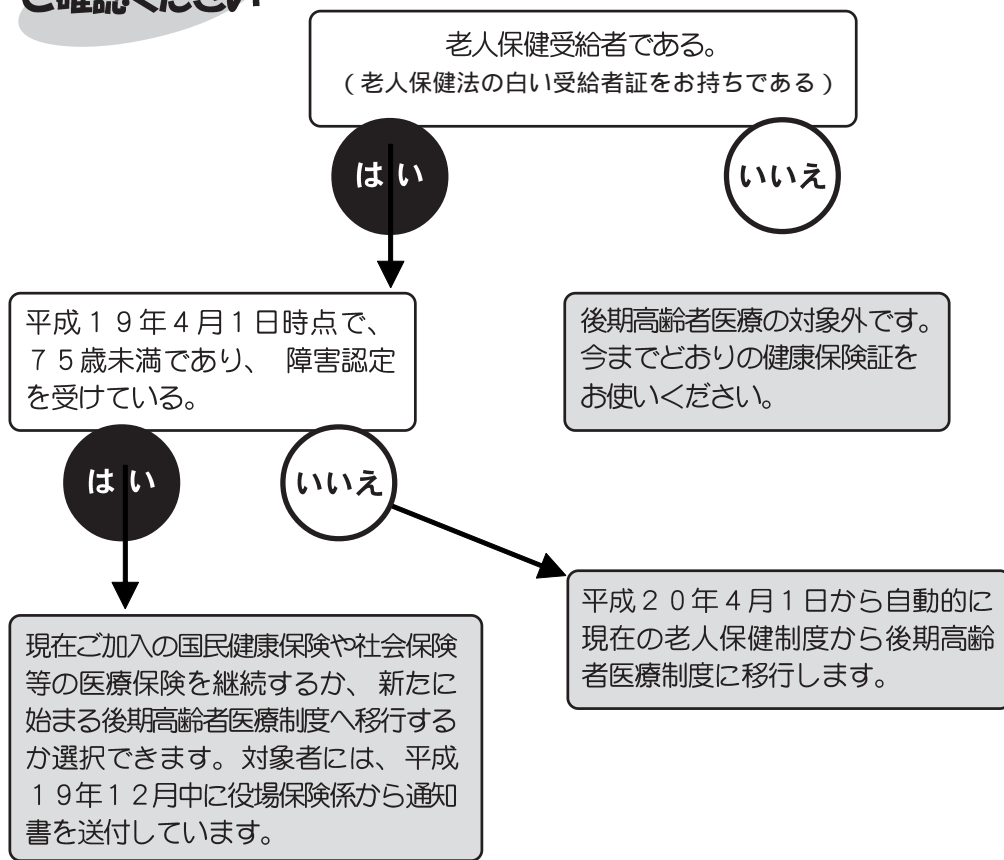 ご確認ください
老人保健受給者である。
（老人保健法の白い受給者証をお持ちである）
はい
いいえ
平成１９年４月１日時点で、
７５歳未満であり、障害認定
を受けている。
後期高齢者医療の対象外です。
今までどおりの健康保険証を
お使いください。
はい
いいえ
平成２０年４月１日から自動的に
現在の老人保健制度から後期高齢
者医療制度に移行します。
現在ご加入の国民健康保険や社会保険
等の医療保険を継続するか、新たに
始まる後期高齢者医療制度へ移行する
か選択できます。対象者には、平成
１９年１２月中に役場保険係から通知
書を送付しています。